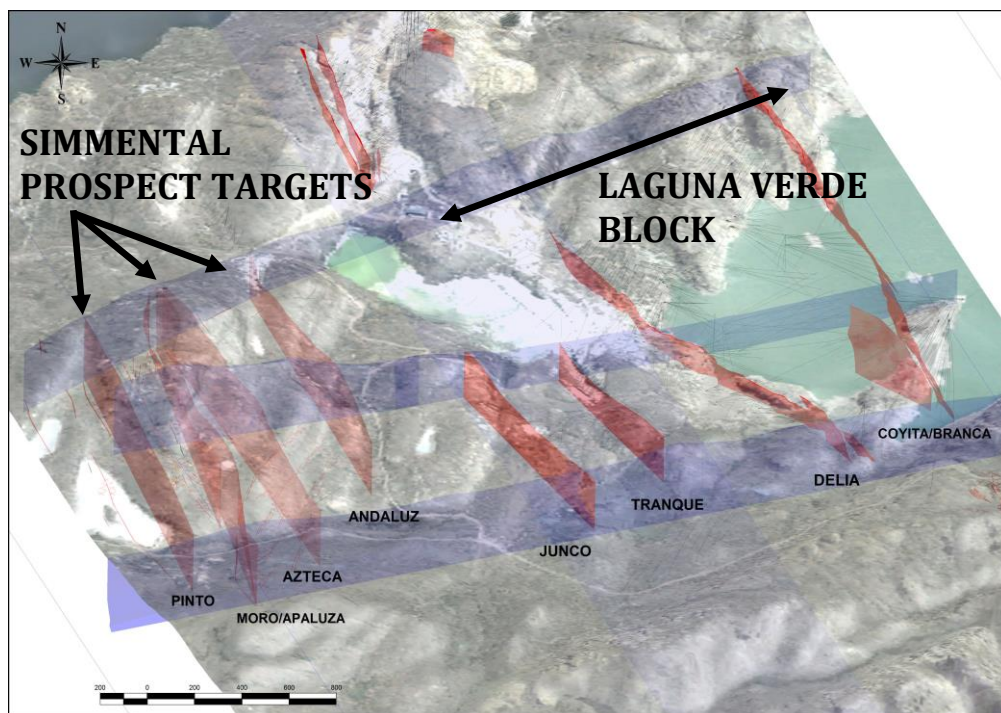 N
W E
S
SIMMENTAL
PROSPECT TARGETS
LAGUNA VERDE
BLOCK
COYITA/BRANCA
DELIA
TRANQUE
ANDALUZ
JUNCO
AZTECA
PINTO
MORO/APALUZA
200 0 200 400 600 800